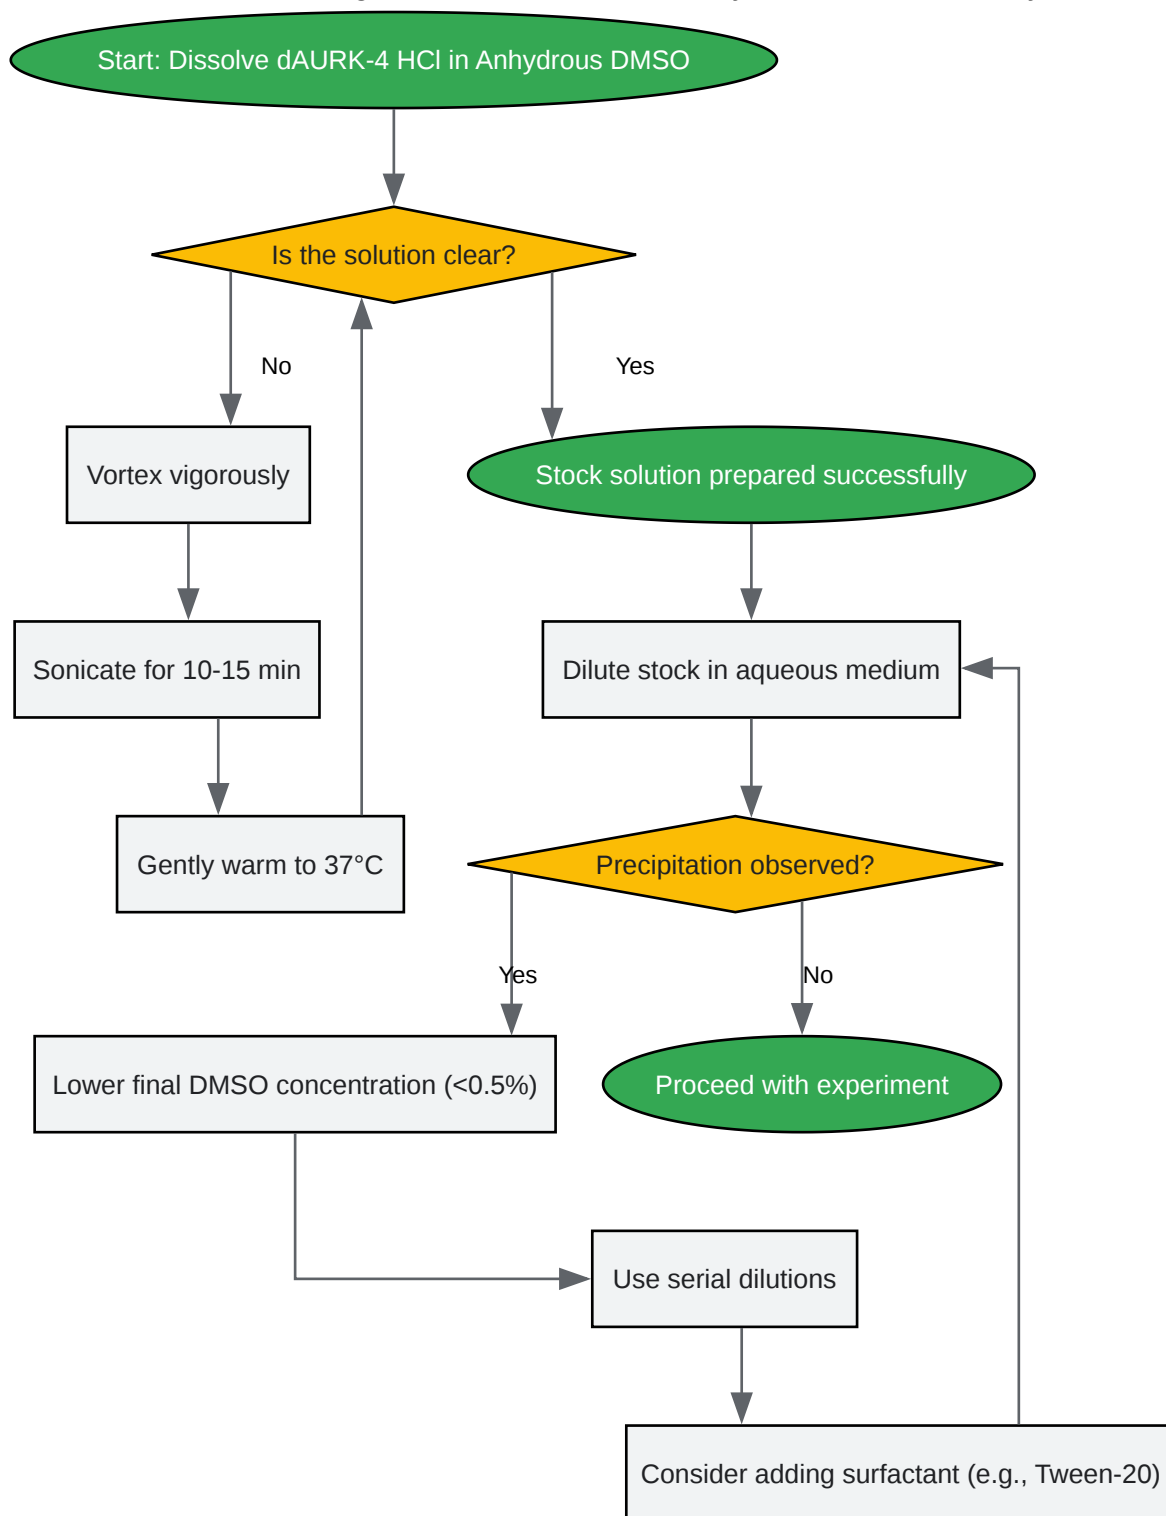 Start: Dissolve dAURK-4 HCl in Anhydrous DMSO
Is the solution clear?
No
Yes
Vortex vigorously
Stock solution prepared successfully
Sonicate for 10-15 min
Dilute stock in aqueous medium
Gently warm to 37°C
Precipitation observed?
Yes
No
Lower final DMSO concentration (<0.5%)
Proceed with experiment
Use serial dilutions
Consider adding surfactant (e.g., Tween-20)